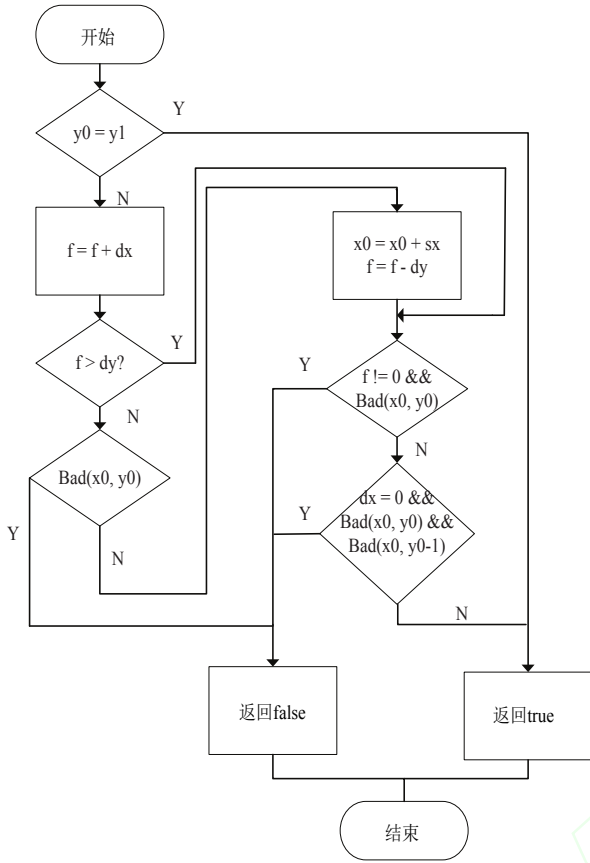 开始
Y
y0 = y1
N
f = f + dx
x0 = x0 + sx
f = f - dy
Y
f > dy?
Y
f != 0 &&
Bad(x0, y0)
N
N
Bad(x0, y0)
dx = 0 &&
Bad(x0, y0) &&
Bad(x0, y0-1)
Y
Y
N
N
返回false
返回true
结束